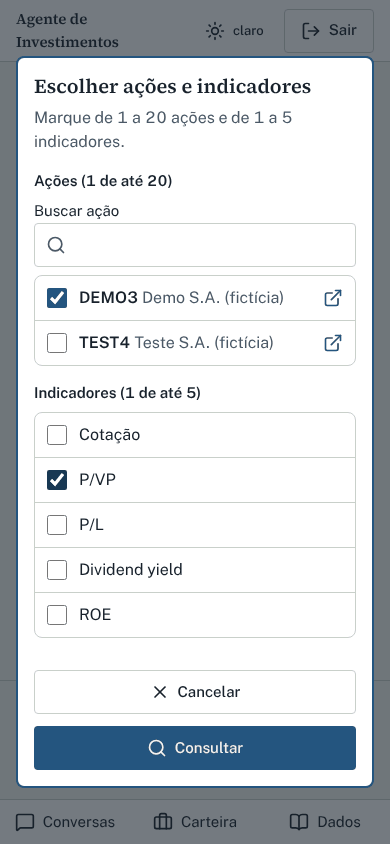 Agente de
Investimentos
claro
Sair
Escolher ações e indicadores
Marque de 1 a 20 ações e de 1 a 5
indicadores.
Ações (1 de até 20)
Buscar ação
DEMO3 Demo S.A. (fictícia)
TEST4 Teste S.A. (fictícia)
Indicadores (1 de até 5)
Cotação
P/VP
P/L
Dividend yield
ROE
Cancelar
Consultar
Conversas
Carteira
Dados